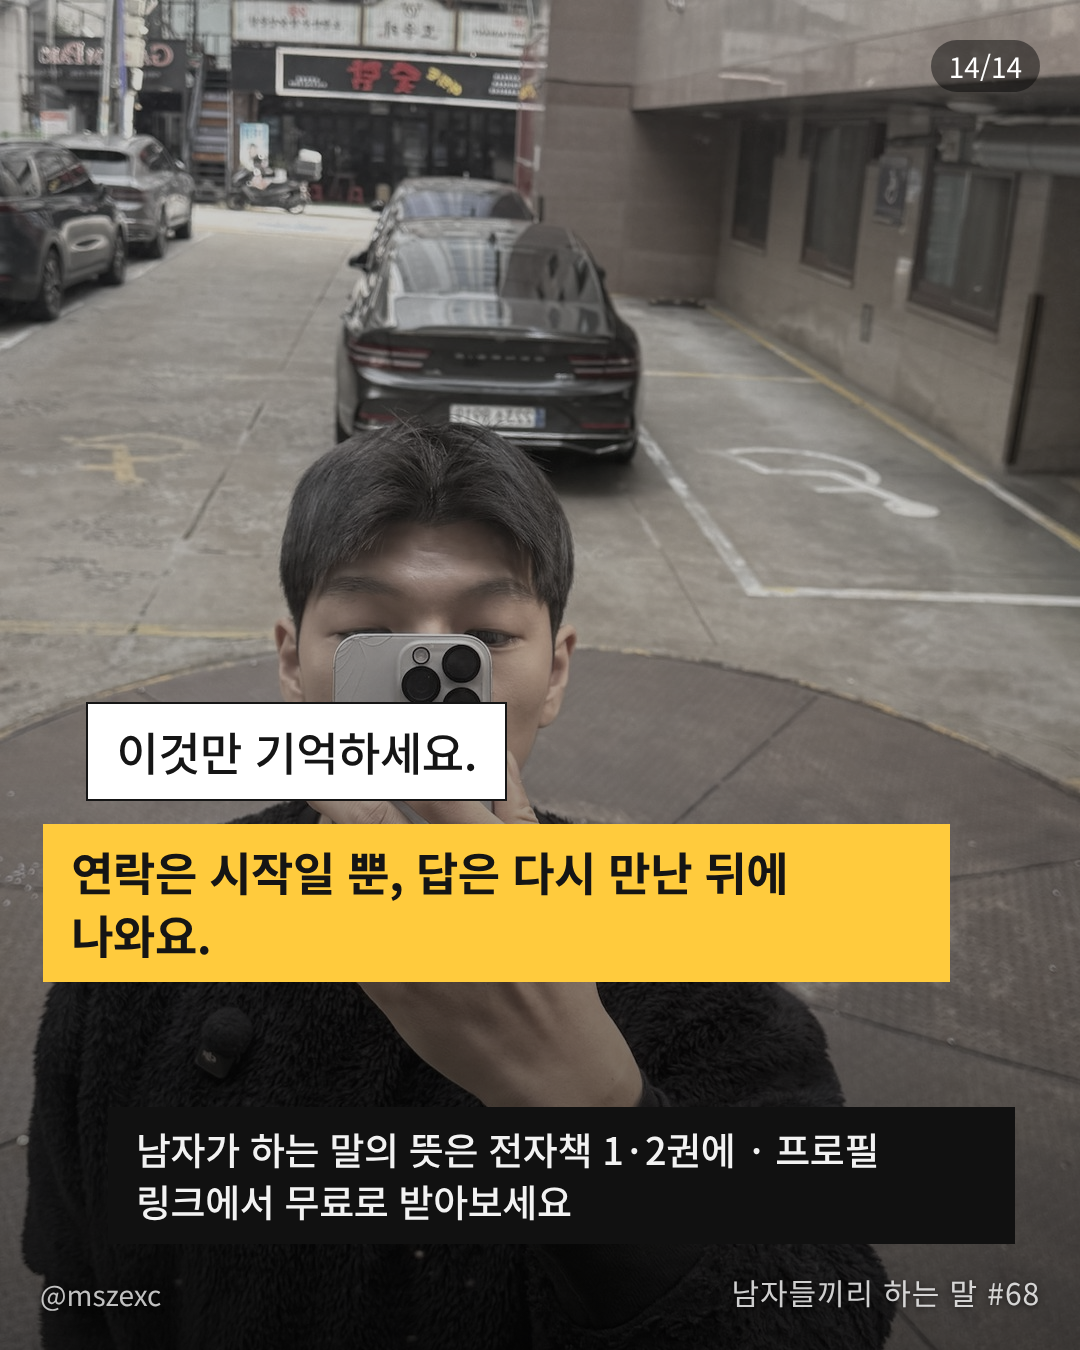 14/14
이것만 기억하세요.
연락은 시작일 뿐, 답은 다시 만난 뒤에
나와요.
남자가 하는 말의 뜻은 전자책 1·2권에 · 프로필
링크에서 무료로 받아보세요
@mszexc
남자들끼리 하는 말 #68